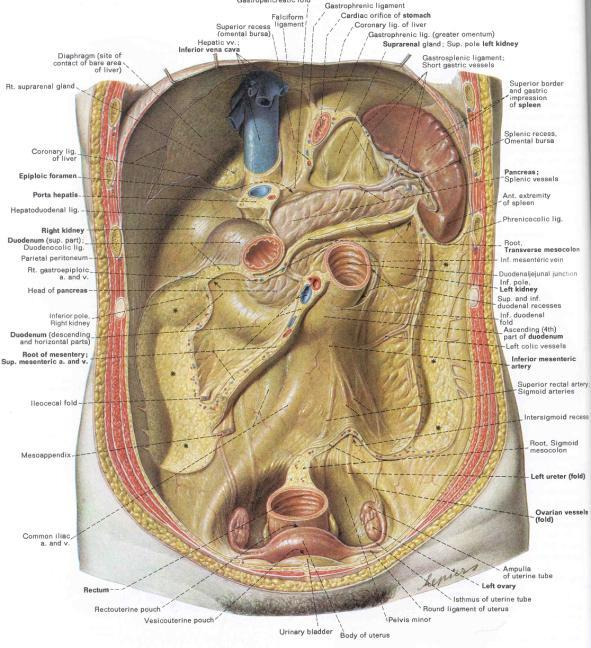 Gastropancreatic fold
Gastrophrenic ligament
Falciform
ligament
Cardiac orifice of stomach
Coronary lig. of liver
Superior recess
(omental bursa)
Gastrophrenic lig. (greater omentum)
Hepatic vv.;
Inferior vena cava
Suprarenal gland; Sup. pole left kidney
Diaphragm (site of
contact of bare area
of liver)
Gastrosplenic ligament;
Short gastric vessels
Rt. suprarenal gland
Superior border
and gastric
impression
of spleen
Splenic recess,
Omental bursa
Coronary lig.
of liver
Epiploic foramen
Pancreas;
Splenic vessels
Porta hepatis
Ant. extremity
of spleen
Hepatoduodenal lig.
Phrenicocolic lig.
Right kidney
Duodenum (sup. part);
Duodenocolic lig.
Root,
Transverse mesocolon
Parietal peritoneum
Inf. mesenteric vein
Rt. gastroepiploic
a. and v.
Duodenaljejunal junction
Inf. pole,
Left kidney
Head of pancreas
Sup. and inf.
duodenal recesses
Inferior pole,
Right kidney
Inf. duodenal
fold
Duodenum (descending
and horizontal parts)
Ascending (4th)
part of duodenum
Left colic vessels
Root of mesentery;
Sup. mesenteric a. and v.
Inferior mesenteric
artery
Superior rectal artery;
Sigmoid arteries
Ileocecal fold
Intersigmoid recess
Root, Sigmoid
mesocolon
Mesoappendix
Left ureter (fold)
Ovarian vessels
(fold)
Common iliac
a. and v.
Ampulla
of uterine tube
Left ovary
Rectum
Isthmus of uterine tube
Rectouterine pouch
Round ligament of uterus
Vesicouterine pouch
Pelvis minor
Urinary bladder
Body of uterus